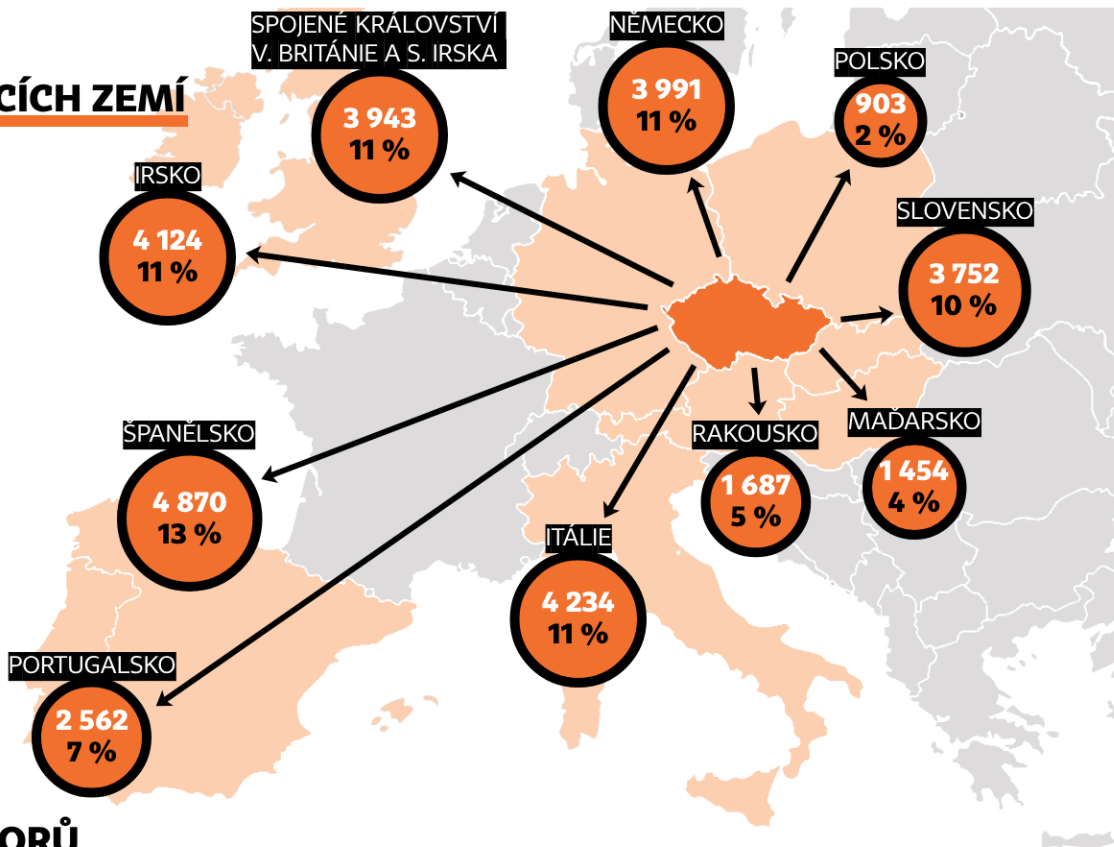 CÍCH ZEMÍ
SPOJENÉ KRÁLOVSTVÍ
V. BRITÁNIE A S. IRSKA
3 943
11 %
NĚMECKO
3 991
11 %
POLSKO
903
2 %
IRSKO
4 124
11 %
SLOVENSKO
3 752
10 %
ŠPANĚLSKO
4 870
13 %
ITÁLIE
4 234
11 %
RAKOUSKO
1 687
5 %
MAĎARSKO
1 454
4 %
PORTUGALSKO
2 562
7 %
ORŮ